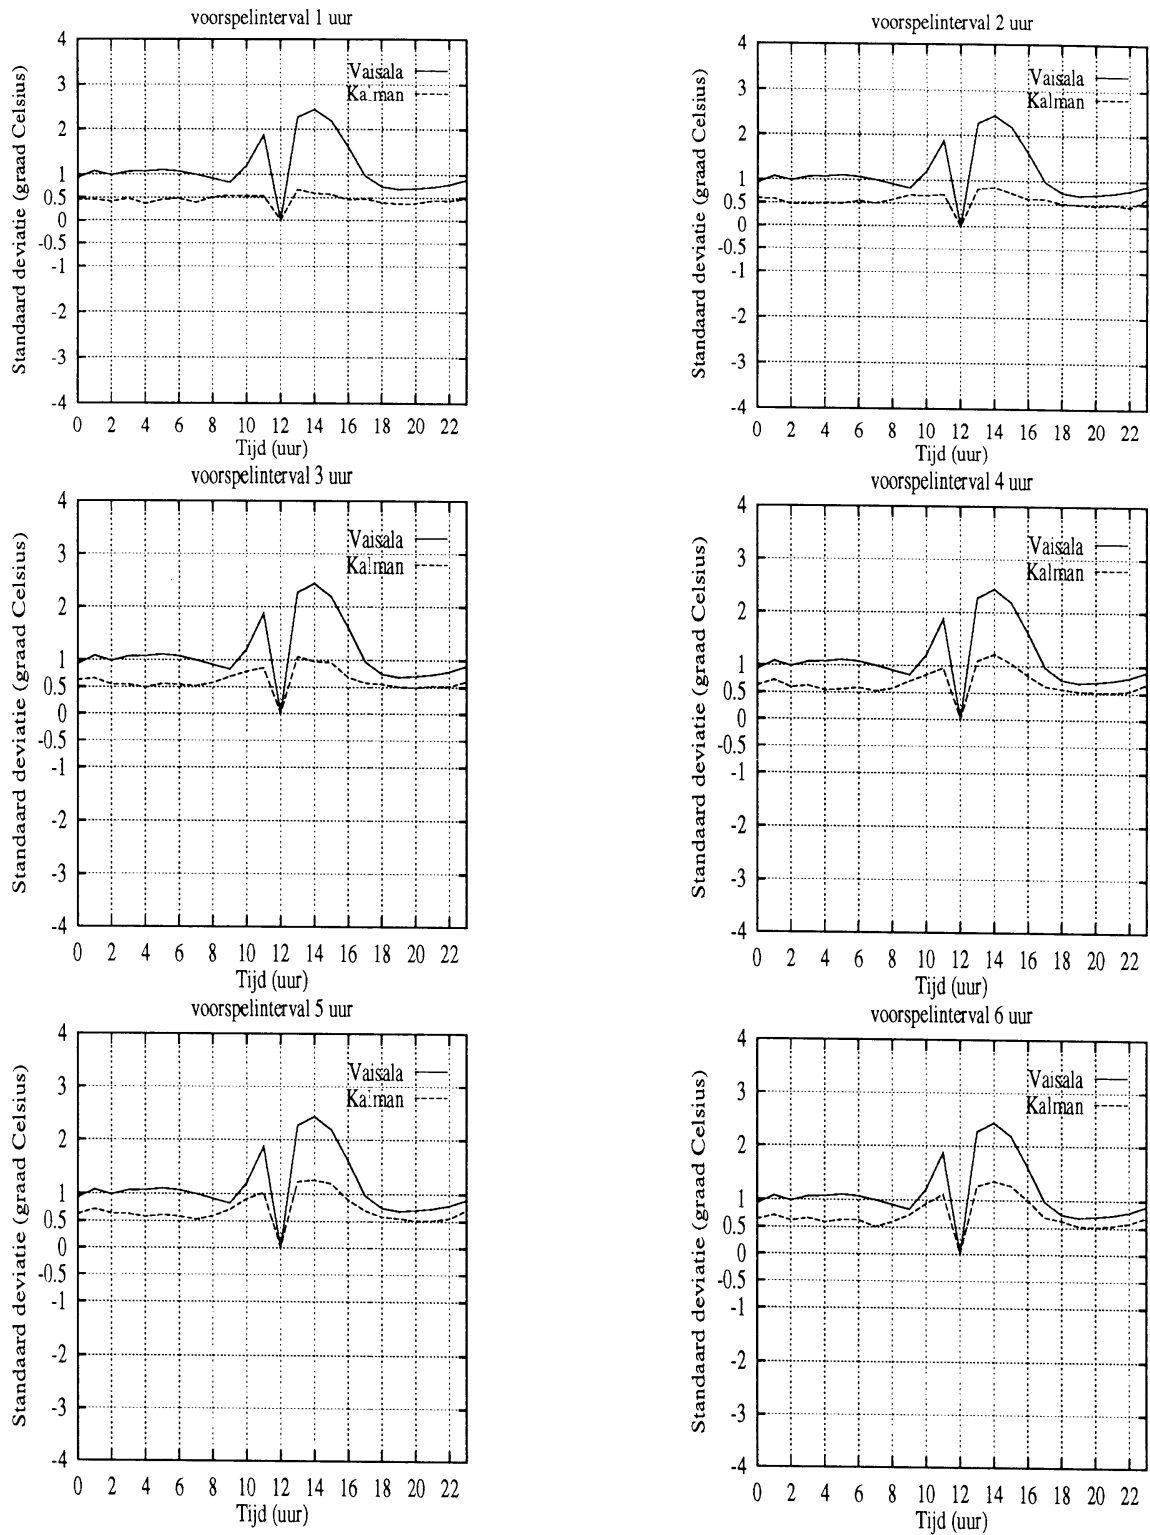 voorspelinterval 1 uur
Standaard deviatie (graad Celsius)
4
3
2
1
0.5
0
-0.5
-1
-2
-3
-4
Vaisala
Kalman
0 2 4 6 8 10 12 14 16 18 20 22
Tijd (uur)
voorspelinterval 2 uur
Standaard deviatie (graad Celsius)
4
3
2
1
0.5
0
-0.5
-1
-2
-3
-4
Vaisala
Kalman
0 2 4 6 8 10 12 14 16 18 20 22
Tijd (uur)
voorspelinterval 3 uur
Standaard deviatie (graad Celsius)
4
3
2
1
0.5
0
-0.5
-1
-2
-3
-4
Vaisala
Kalman
0 2 4 6 8 10 12 14 16 18 20 22
Tijd (uur)
voorspelinterval 4 uur
Standaard deviatie (graad Celsius)
4
3
2
1
0.5
0
-0.5
-1
-2
-3
-4
Vaisala
Kalman
0 2 4 6 8 10 12 14 16 18 20 22
Tijd (uur)
voorspelinterval 5 uur
Standaard deviatie (graad Celsius)
4
3
2
1
0.5
0
-0.5
-1
-2
-3
-4
Vaisala
Kalman
0 2 4 6 8 10 12 14 16 18 20 22
Tijd (uur)
voorspelinterval 6 uur
Standaard deviatie (graad Celsius)
4
3
2
1
0.5
0
-0.5
-1
-2
-3
-4
Vaisala
Kalman
0 2 4 6 8 10 12 14 16 18 20 22
Tijd (uur)